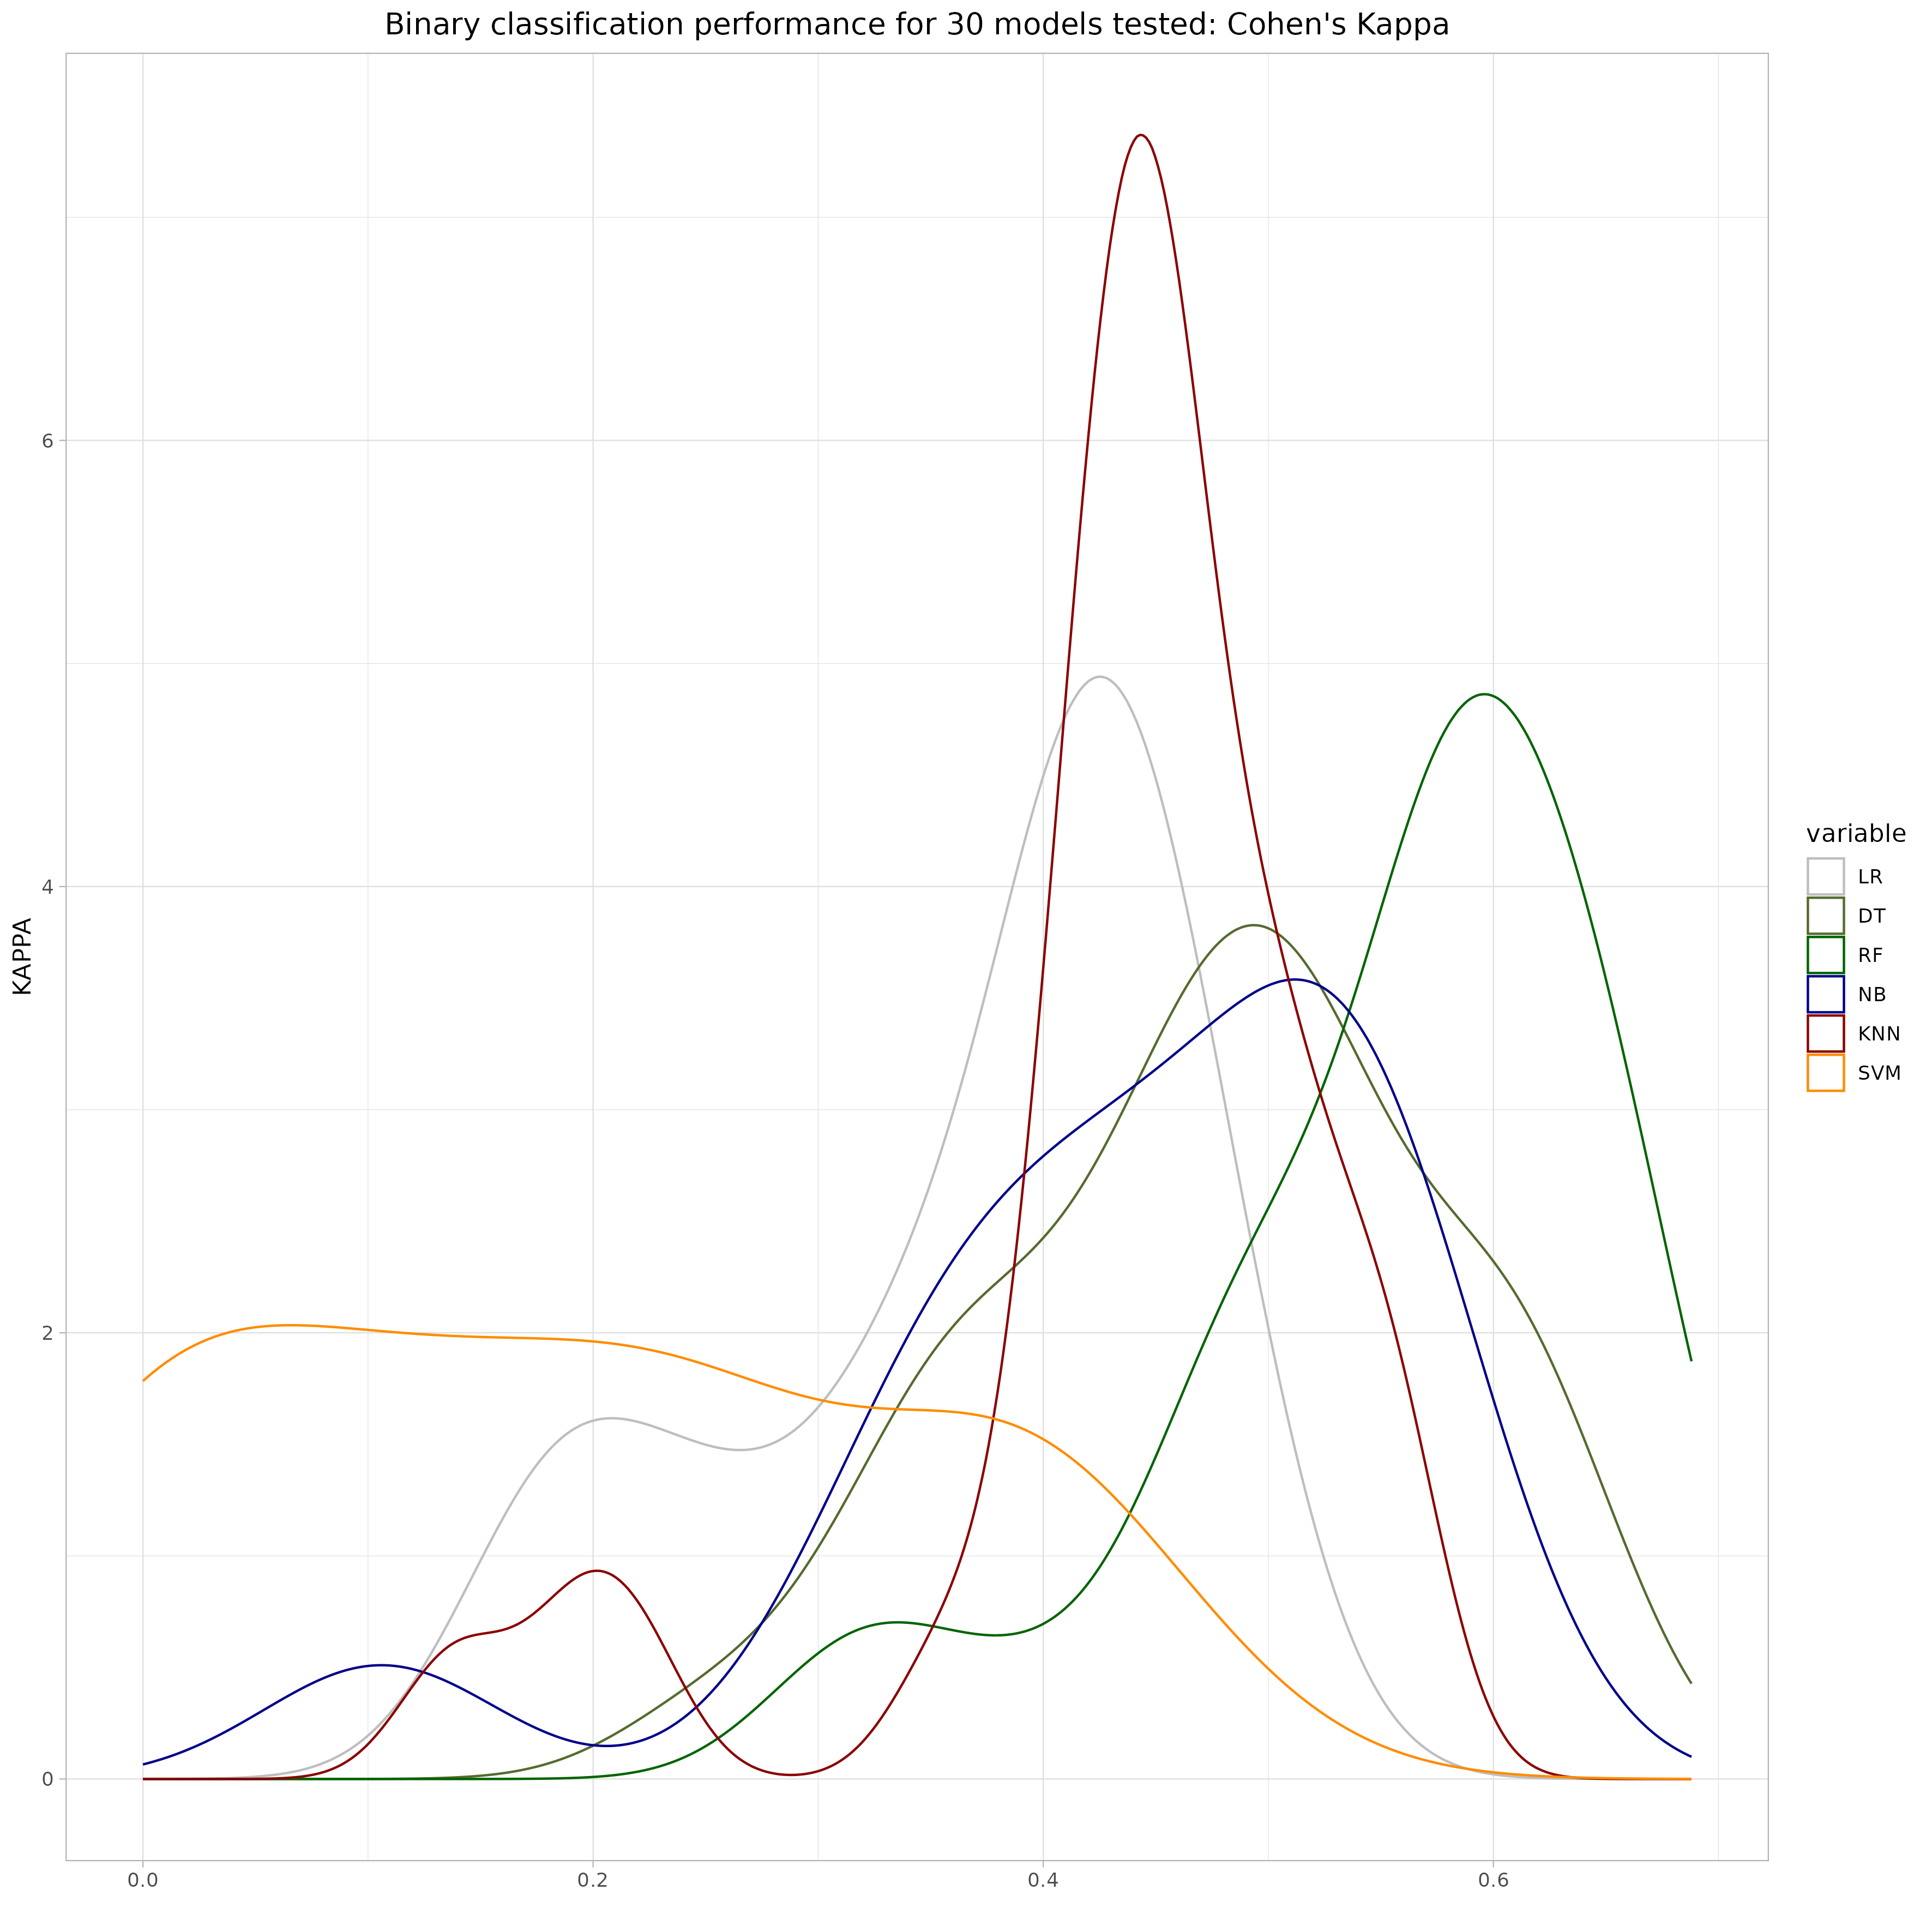 Binary classification performance for 30 models tested: Cohen's Kappa
KAPPA
6
4
2
0
0.0 0.2 0.4 0.6
variable
LR
DT
RF
NB
KNN
SVM